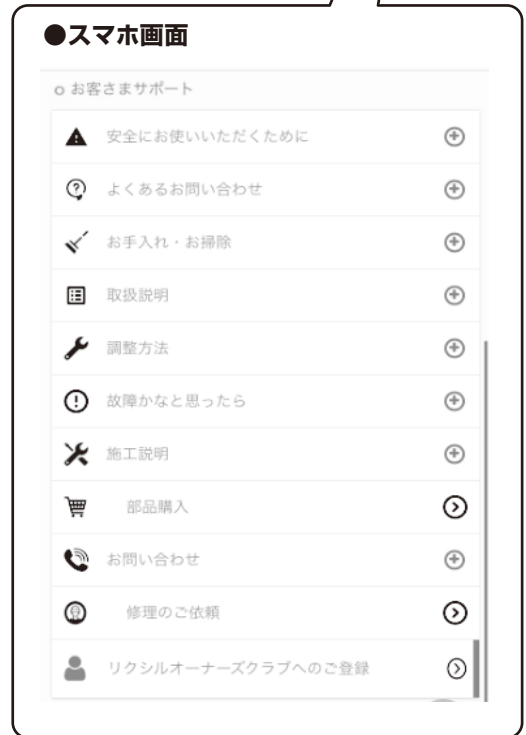 ●スマホ画面
お客さまサポート
安全にお使いいただくために
よくあるお問い合わせ
お手入れ・お掃除
取扱説明
調整方法
故障かなと思ったら
施工説明
部品購入
お問い合わせ
修理のご依頼
リクシルオーナーズクラブへのご登録